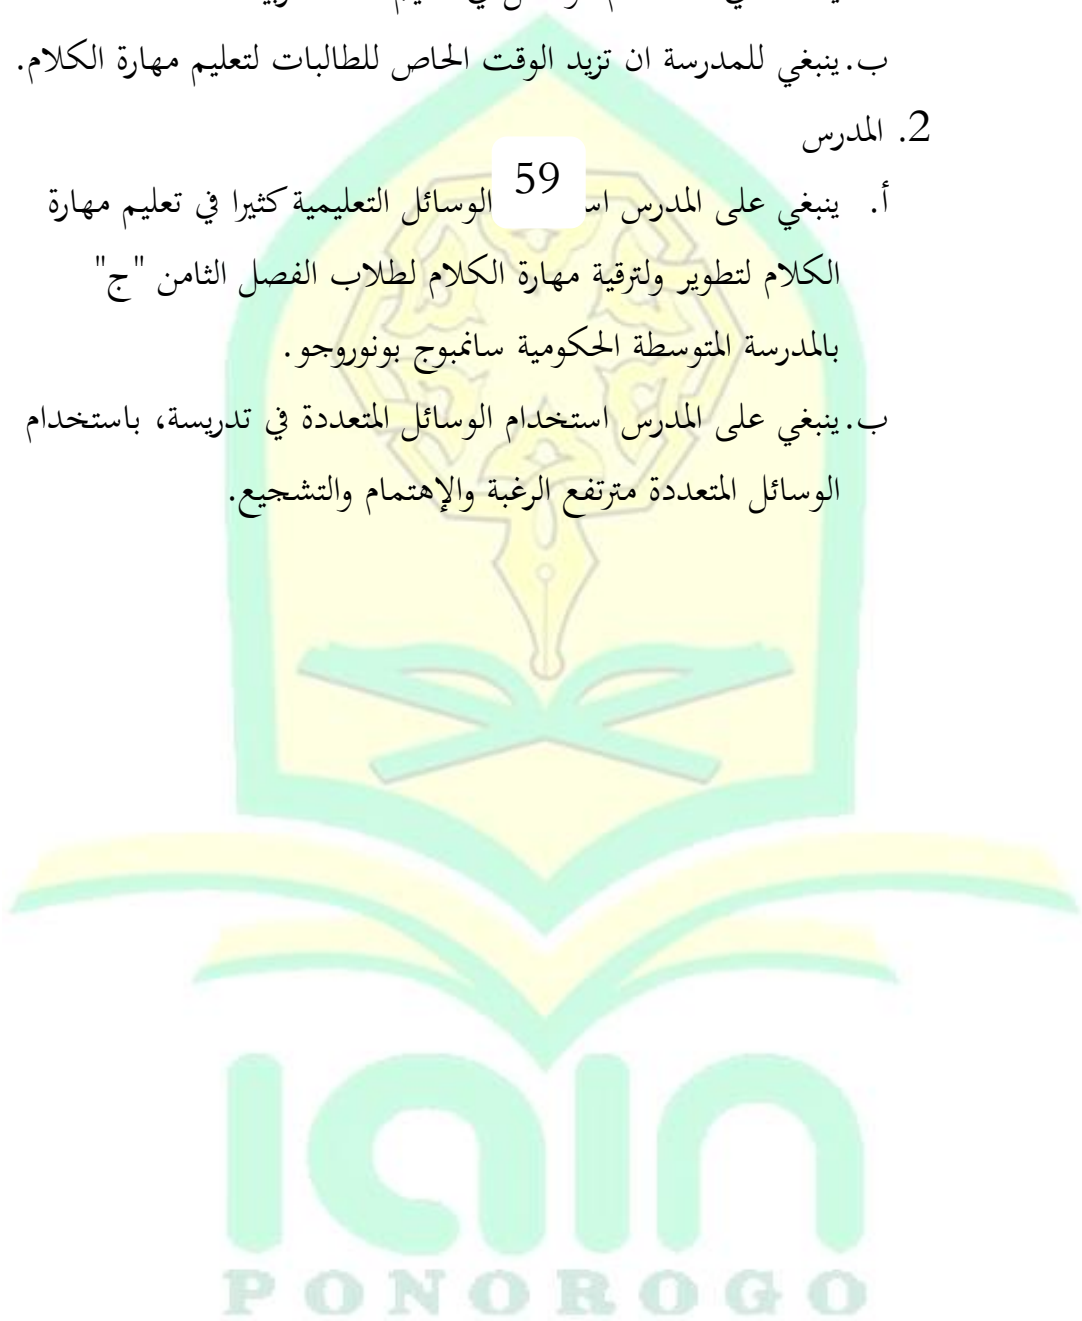 ب. ينبغي للمدرسة ان تزيد الوقت الحاص للطالبات لتعليم مهارة الكلام.
2. المدرس
أ. ينبغي على المدرس اس 59 الوسائل التعليمية كثيرا في تعليم مهارة
الكلام لتطوير ولترقية مهارة الكلام لطلاب الفصل الثامن "ج"
بالمدرسة المتوسطة الحكومية سانمبوج بونوروجو.
ب. ينبغي على المدرس استخدام الوسائل المتعددة في تدريسة، باستخدام
الوسائل المتعددة مترتفع الرغبة والإهتمام والتشجيع.
iain
PONOROGO